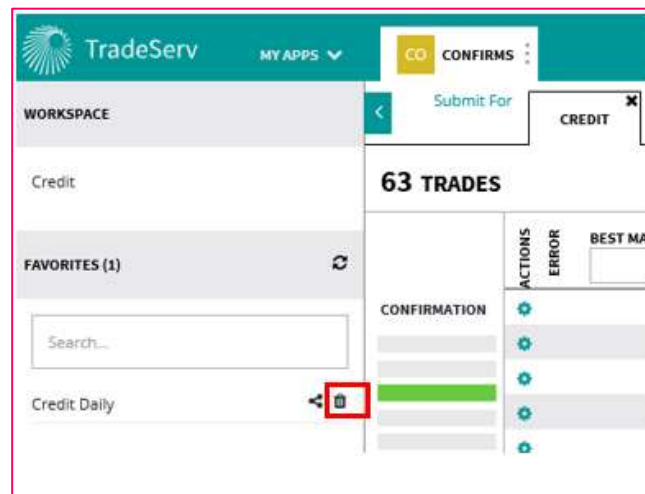 TradeServ
MY APPS
CO CONFIRMS
WORKSPACE
Credit
FAVORITES (1)
Search...
Credit Daily
Submit For
CREDIT
63 TRADES
ACTIONS
ERROR
BEST MA
CONFIRMATION